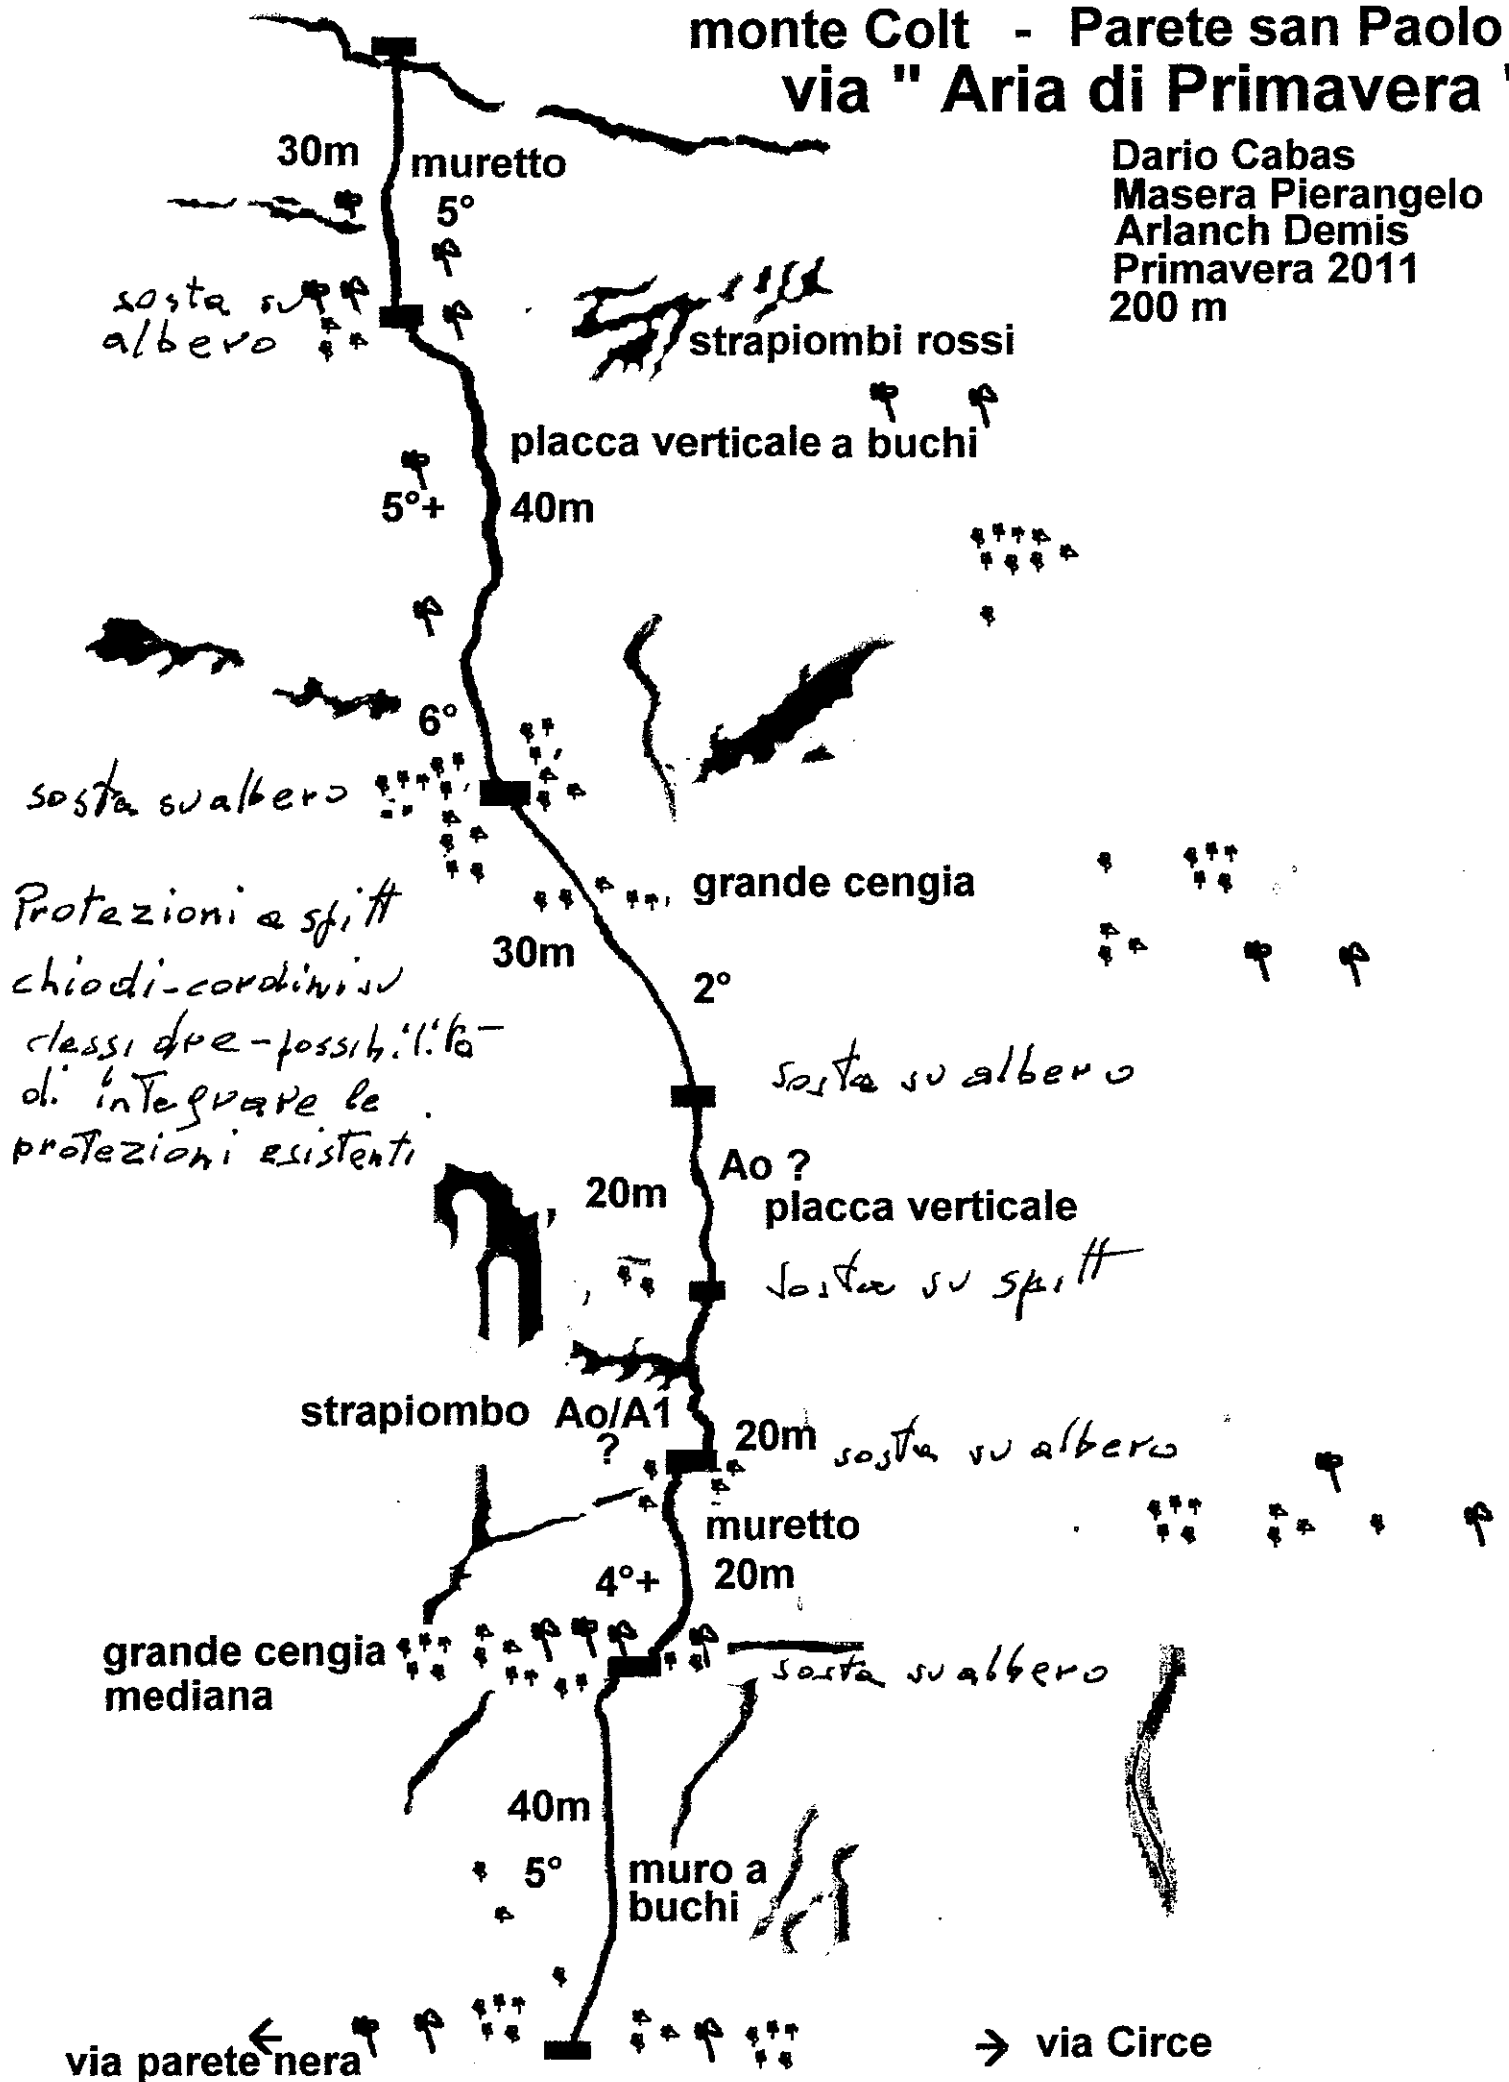 monte Colt - Parete san Paolo
via " Aria di Primavera "
Dario Cabas
Masera Pierangelo
Arlanch Demis
Primavera 2011
200 m
30m
muretto
5°
sosta su
albero
strapiombi rossi
placca verticale a buchi
5°+
40m
6°
sosta su albero
grande cengia
Protezioni a spitt
chiodi-cordini su
clessidre-possibilità
di integrare le
protezioni esistenti
30m
2°
sosta su albero
Ao ?
20m
placca verticale
Sosta su spitt
strapiombo Ao/A1
?
20m
sosta su albero
muretto
4°+
20m
grande cengia
mediana
sosta su albero
40m
5°
muro a
buchi
← via parete nera
→ via Circe